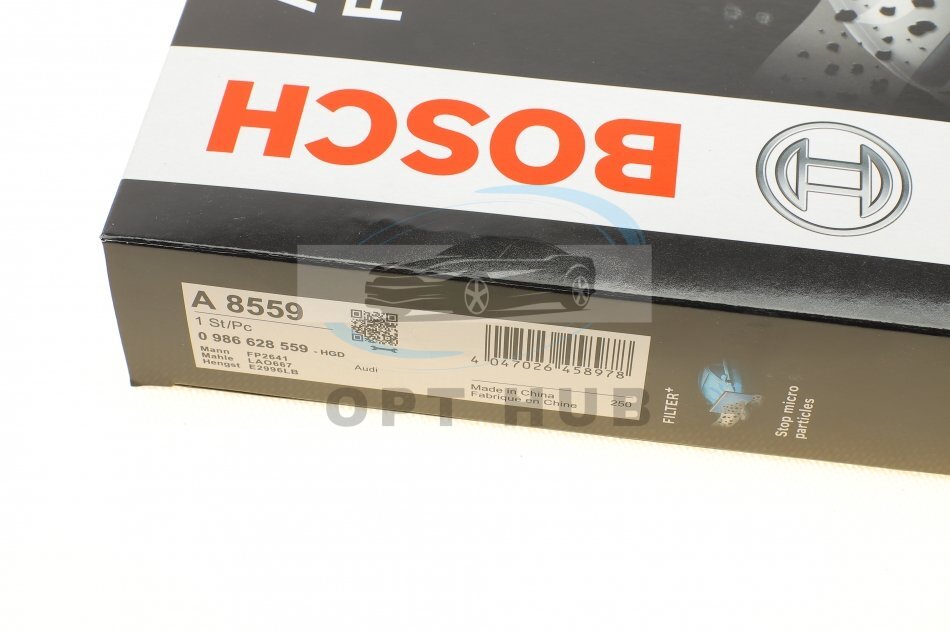 BOSCH
A 8559
1 St/Pc
0 986 628 559 - HGD
Mann FP2641
Mahle LAO667
Hengst E2996LB
Audi
4 047026 458978
Made in China
Fabrique en Chine
250
FILTER+
Stop micro
particles
OPT HUB